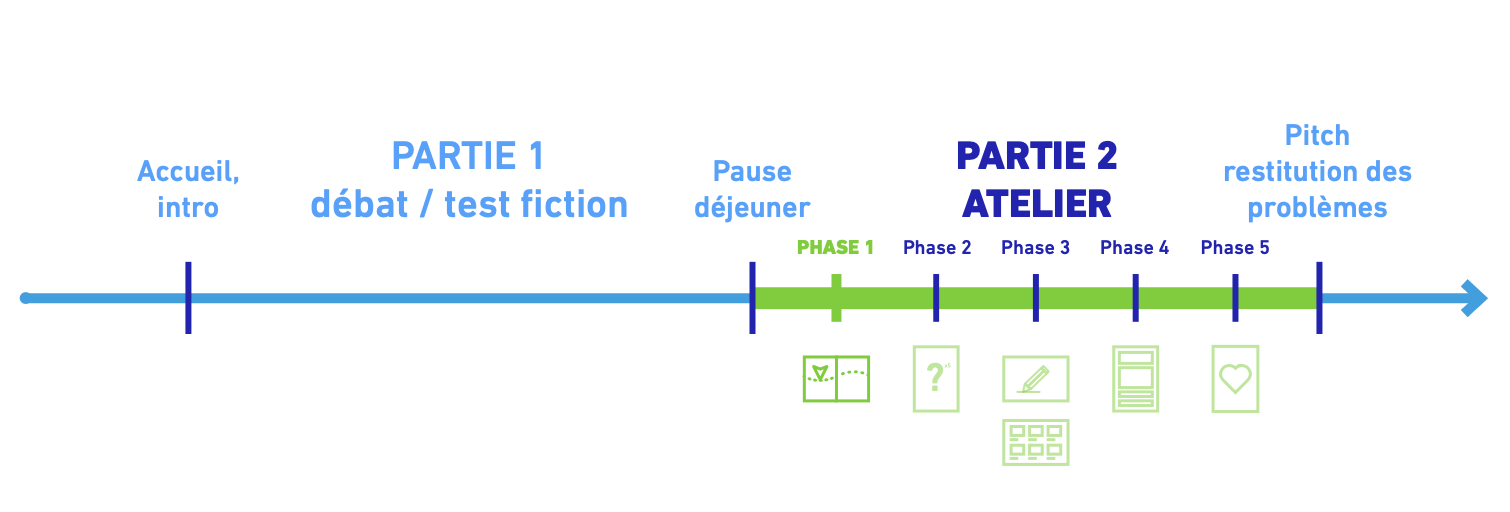 Accueil,
intro
PARTIE 1
débat / test fiction
Pause
déjeuner
PARTIE 2
ATELIER
Pitch
restitution des
problèmes
PHASE 1
Phase 2
Phase 3
Phase 4
Phase 5
?